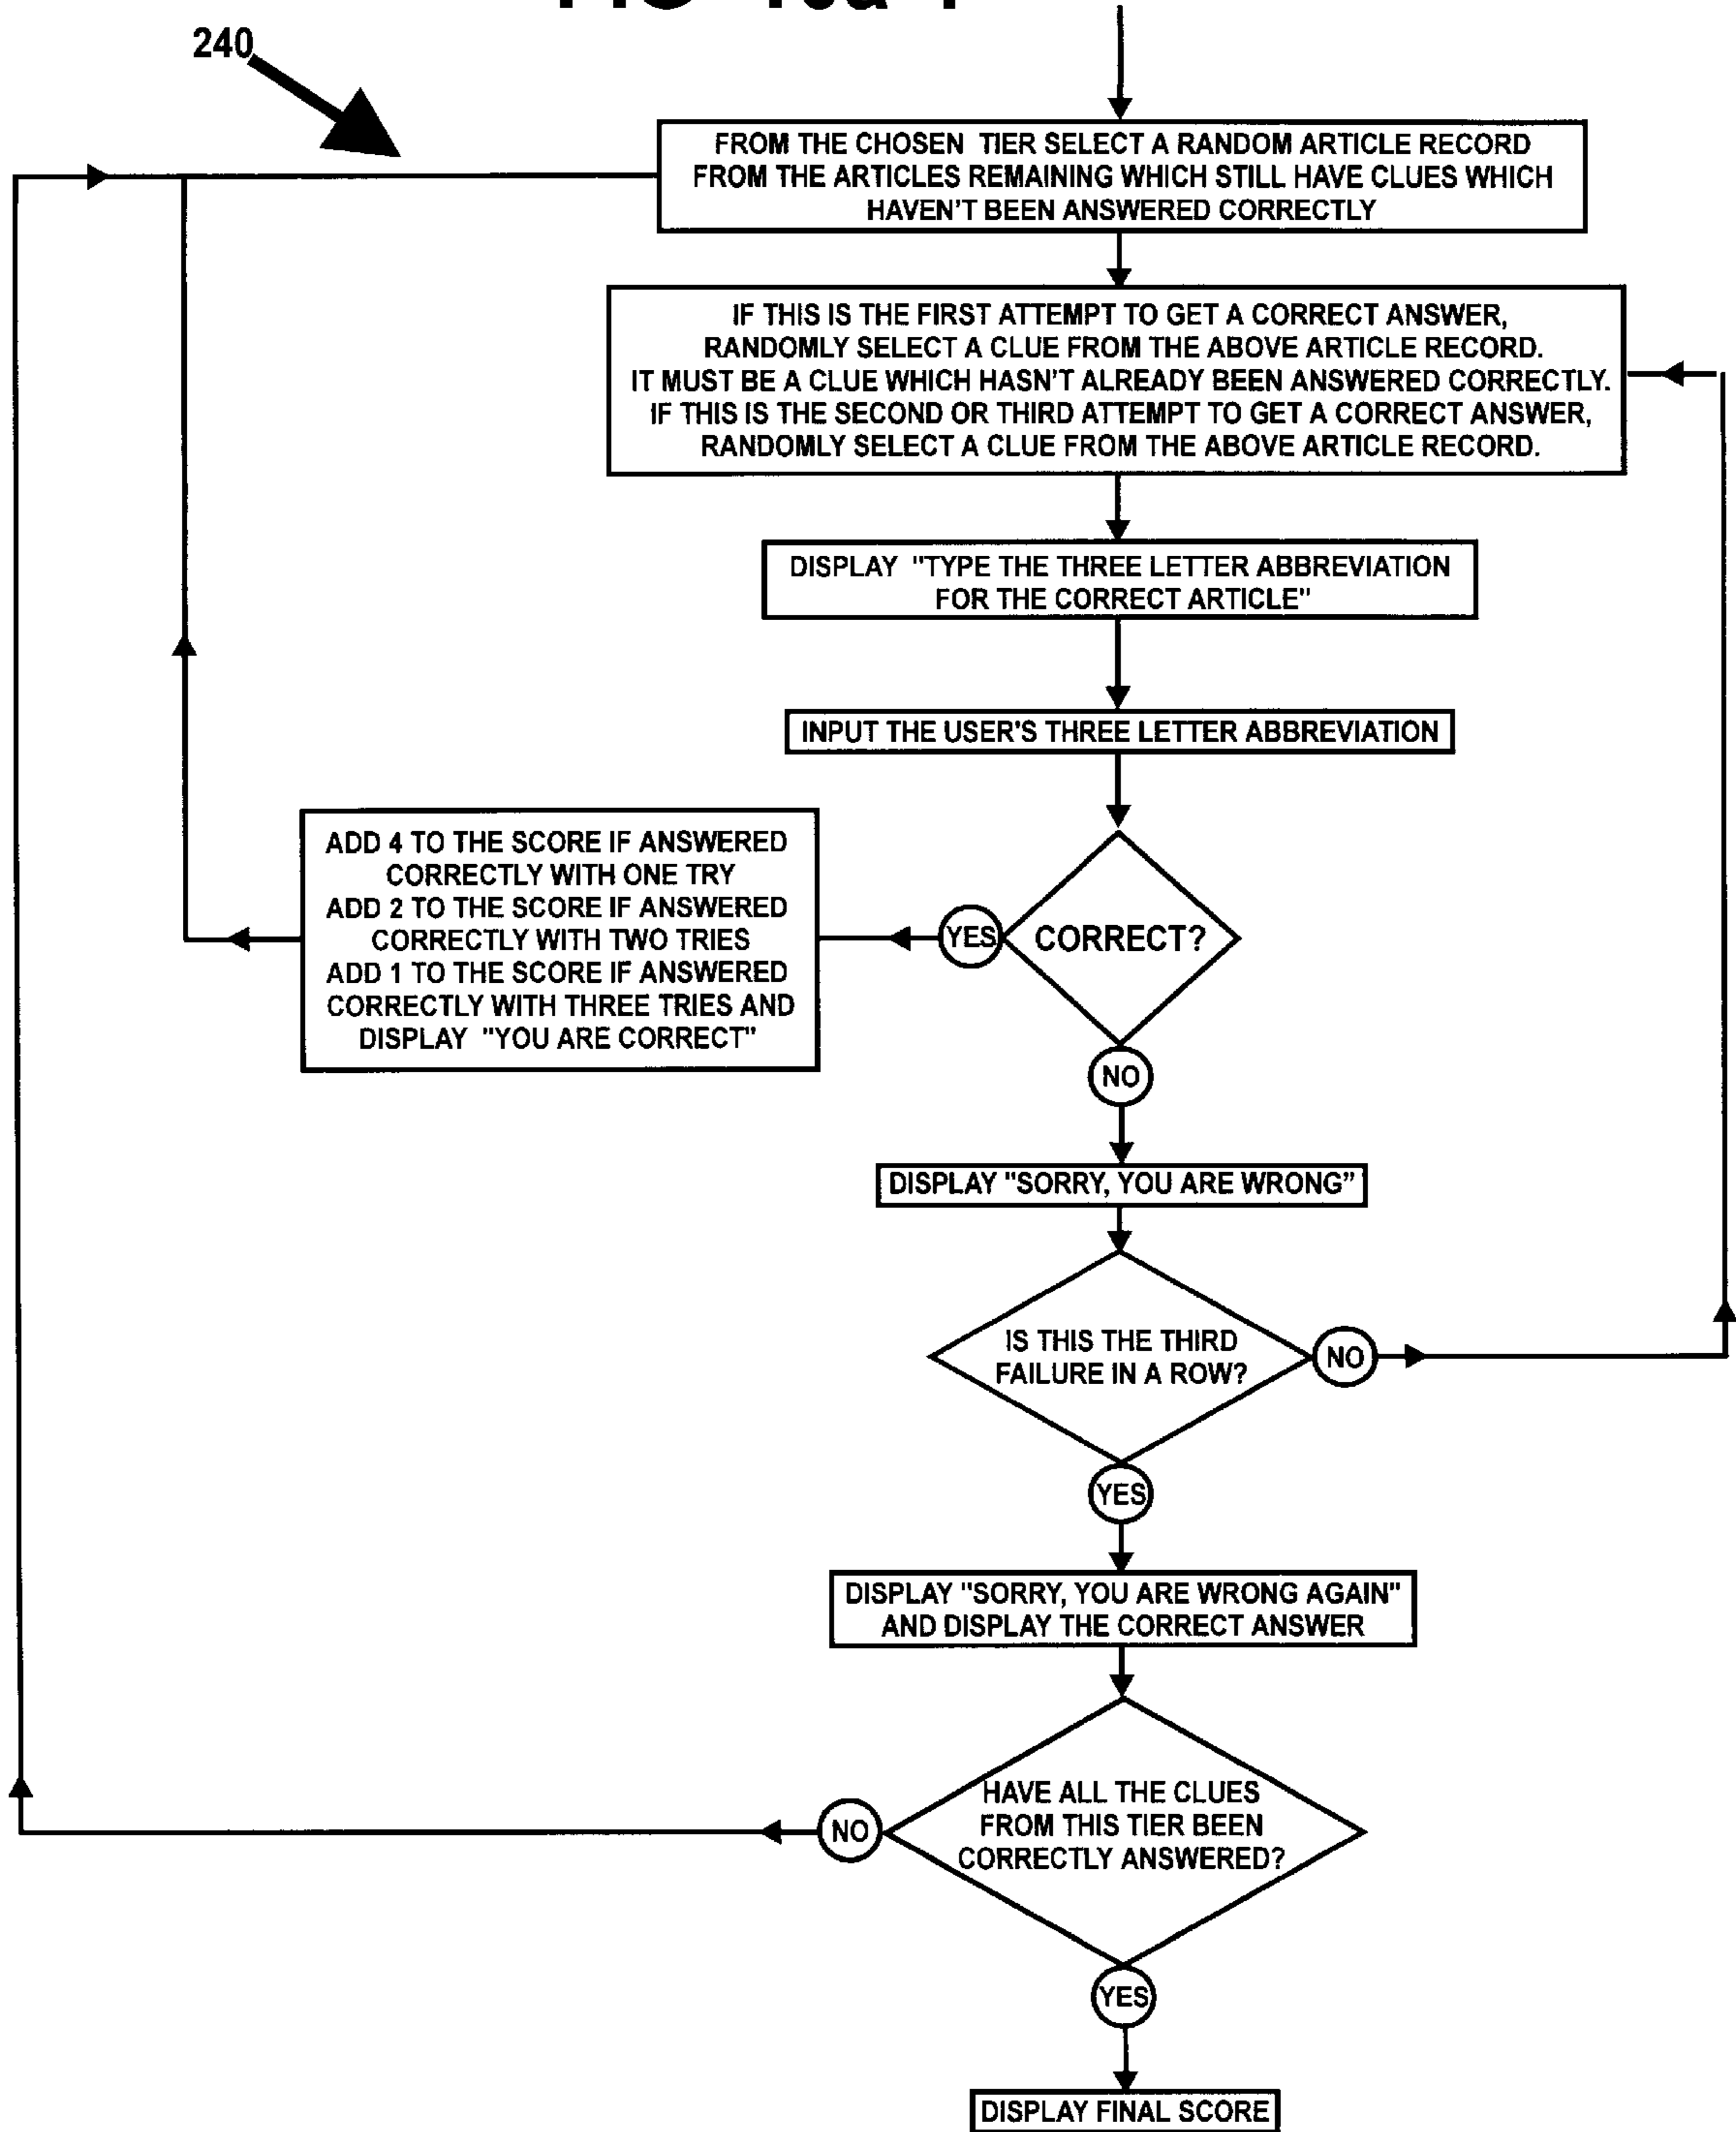 240
FROM THE CHOSEN TIER SELECT A RANDOM ARTICLE RECORD
FROM THE ARTICLES REMAINING WHICH STILL HAVE CLUES WHICH
HAVEN'T BEEN ANSWERED CORRECTLY
IF THIS IS THE FIRST ATTEMPT TO GET A CORRECT ANSWER,
RANDOMLY SELECT A CLUE FROM THE ABOVE ARTICLE RECORD.
IT MUST BE A CLUE WHICH HASN'T ALREADY BEEN ANSWERED CORRECTLY.
IF THIS IS THE SECOND OR THIRD ATTEMPT TO GET A CORRECT ANSWER,
RANDOMLY SELECT A CLUE FROM THE ABOVE ARTICLE RECORD.
DISPLAY "TYPE THE THREE LETTER ABBREVIATION
FOR THE CORRECT ARTICLE"
INPUT THE USER'S THREE LETTER ABBREVIATION
ADD 4 TO THE SCORE IF ANSWERED
CORRECTLY WITH ONE TRY
ADD 2 TO THE SCORE IF ANSWERED
CORRECTLY WITH TWO TRIES
ADD 1 TO THE SCORE IF ANSWERED
CORRECTLY WITH THREE TRIES AND
DISPLAY "YOU ARE CORRECT"
YES
CORRECT?
NO
DISPLAY "SORRY, YOU ARE WRONG"
IS THIS THE THIRD
FAILURE IN A ROW?
NO
YES
DISPLAY "SORRY, YOU ARE WRONG AGAIN"
AND DISPLAY THE CORRECT ANSWER
HAVE ALL THE CLUES
FROM THIS TIER BEEN
CORRECTLY ANSWERED?
NO
YES
DISPLAY FINAL SCORE